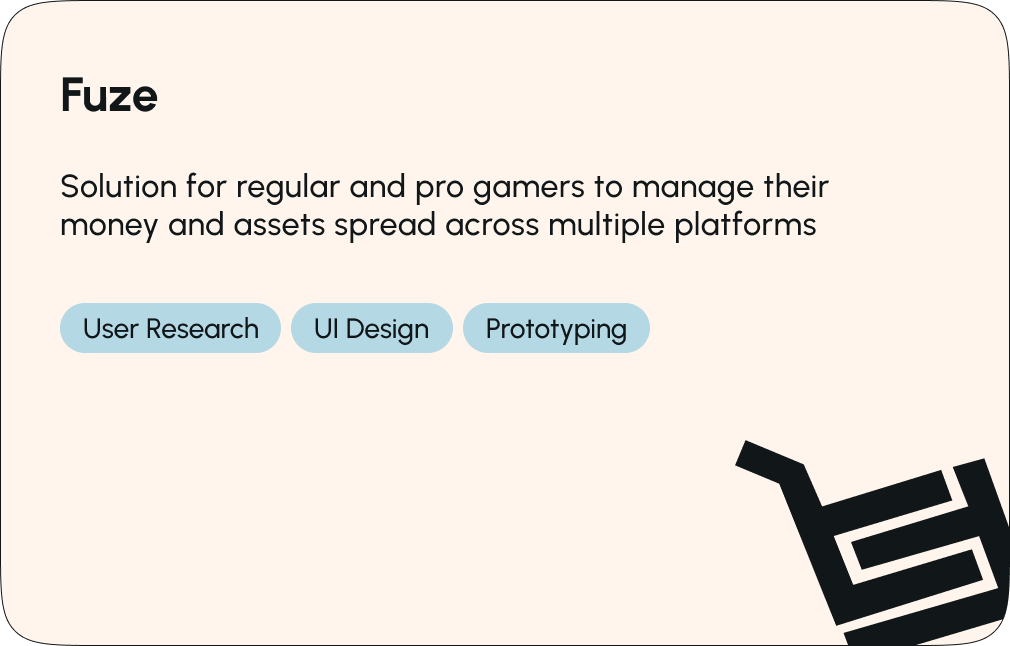 Fuze
Solution for regular and pro gamers to manage their
money and assets spread across multiple platforms
User Research
UI Design
Prototyping